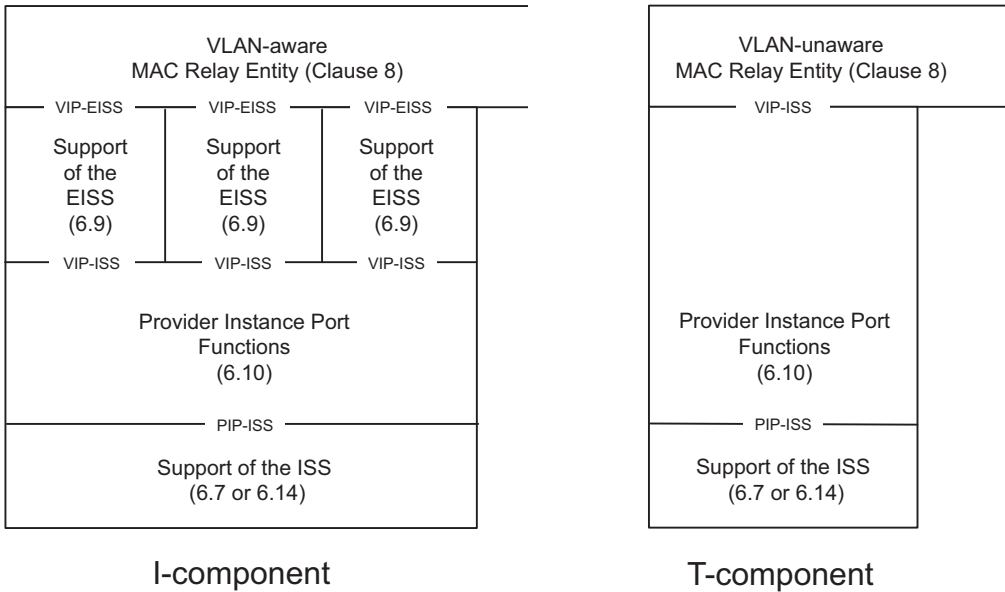 VLAN-aware
MAC Relay Entity (Clause 8)
VIP-EISS
VIP-EISS
VIP-EISS
Support
of the
EISS
(6.9)
Support
of the
EISS
(6.9)
Support
of the
EISS
(6.9)
VIP-ISS
VIP-ISS
VIP-ISS
Provider Instance Port
Functions
(6.10)
PIP-ISS
Support of the ISS
(6.7 or 6.14)
I-component
VLAN-unaware
MAC Relay Entity (Clause 8)
VIP-ISS
Provider Instance Port
Functions
(6.10)
PIP-ISS
Support of the ISS
(6.7 or 6.14)
T-component